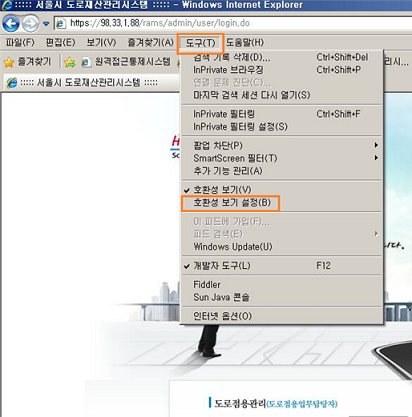 ::::: 서울시 도로재산관리시스템 ::::: - Windows Internet Explorer
https://98,33,1,88/rams/admin/user/login,do
파일(F) 편집(E) 보기(V) 즐겨찾기(A) 도구(T) 도움말(H)
즐겨찾기 원격접근통제시스템
::::: 서울시 도로재산관리시스템 :::::
검색 기록 삭제(D)... Ctrl+Shift+Del
InPrivate 브라우징 Ctrl+Shift+P
연결 문제 진단(C)...
마지막 검색 세션 다시 열기(S)
InPrivate 필터링 Ctrl+Shift+F
InPrivate 필터링 설정(S)
팝업 차단(P)
SmartScreen 필터(T)
추가 기능 관리(A)
호환성 보기(V)
호환성 보기 설정(B)
이 피드에 가입(F)...
피드 검색(E)
Windows Update(U)
개발자 도구(L) F12
Fiddler
Sun Java 콘솔
인터넷 옵션(O)
도로점용관리(도로점용업무담당자)